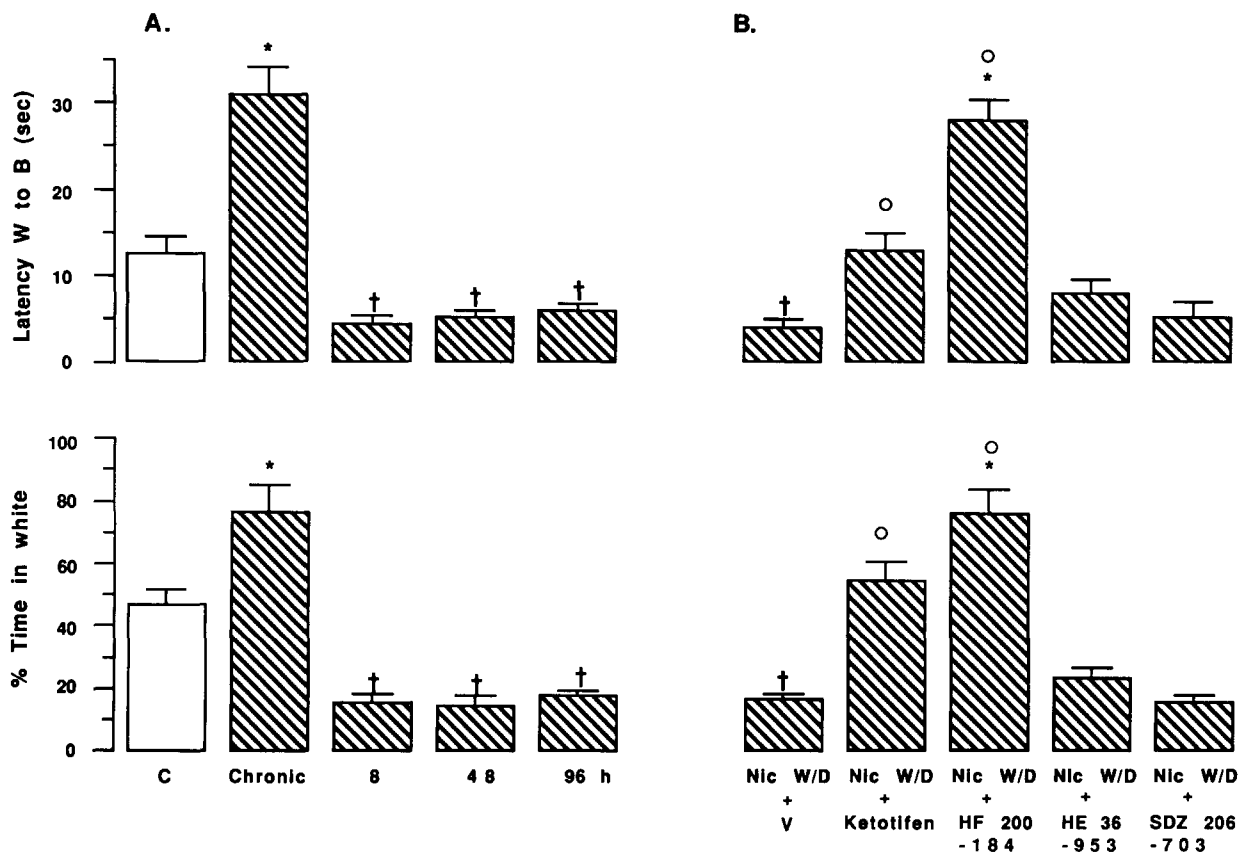 A.
B.
Latency W to B (sec)
30
20
10
0
*
†
†
†
†
○
○
*
% Time in white
100
80
60
40
20
0
*
†
†
†
†
○
○
*
C Chronic 8 48 96 h
Nic W/D Nic W/D Nic W/D Nic W/D Nic W/D
+ + + + +
V Ketotifen HF 200 HE 36 SDZ 206
-184 -953 -703